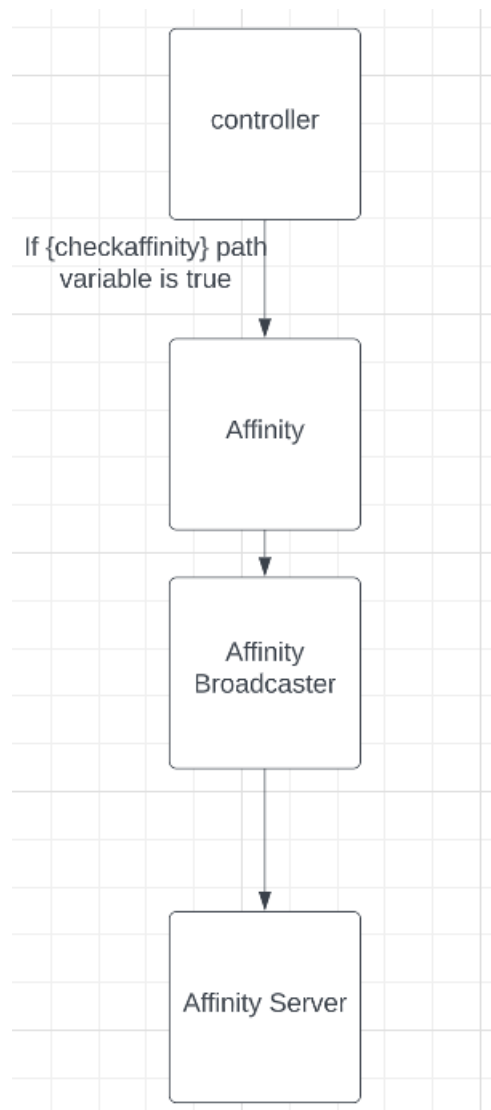 controller
If {checkaffinity} path
variable is true
Affinity
Affinity
Broadcaster
Affinity Server